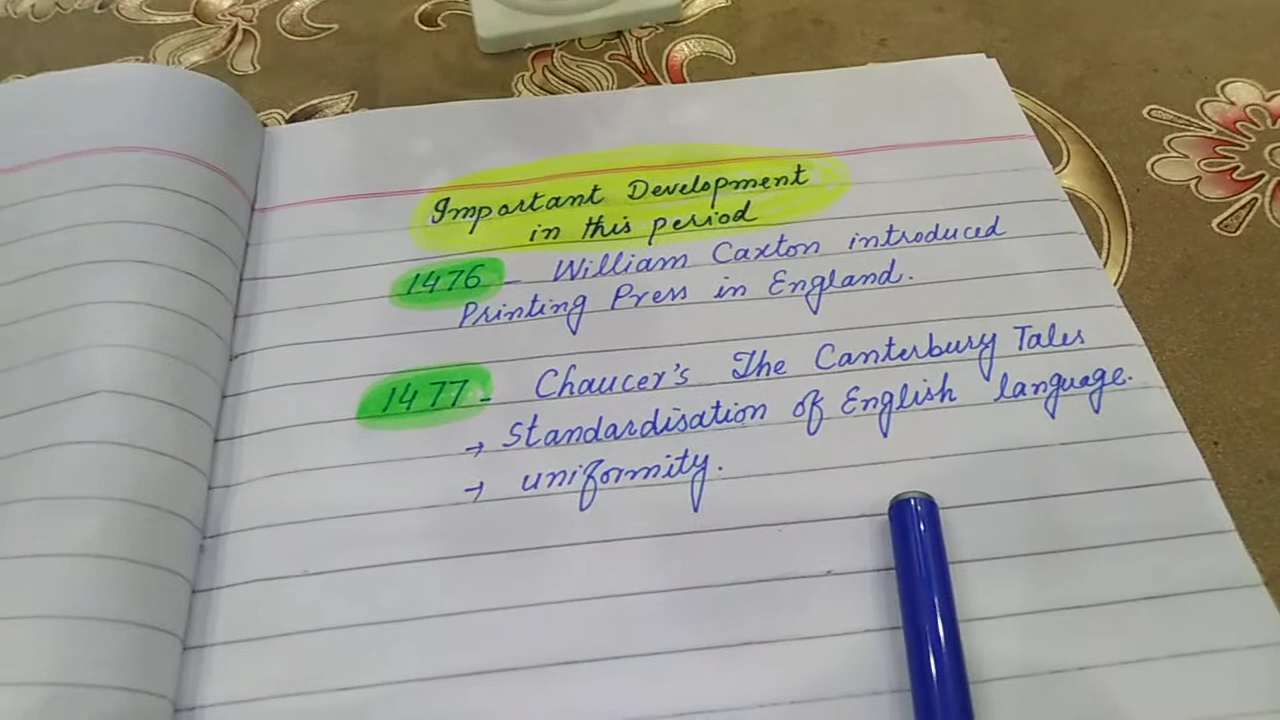 Important Development
in this period
1476 - William Caxton introduced
Printing Press in England.
1477 - Chaucer's The Canterbury Tales
→ Standardisation of English language.
→ uniformity.